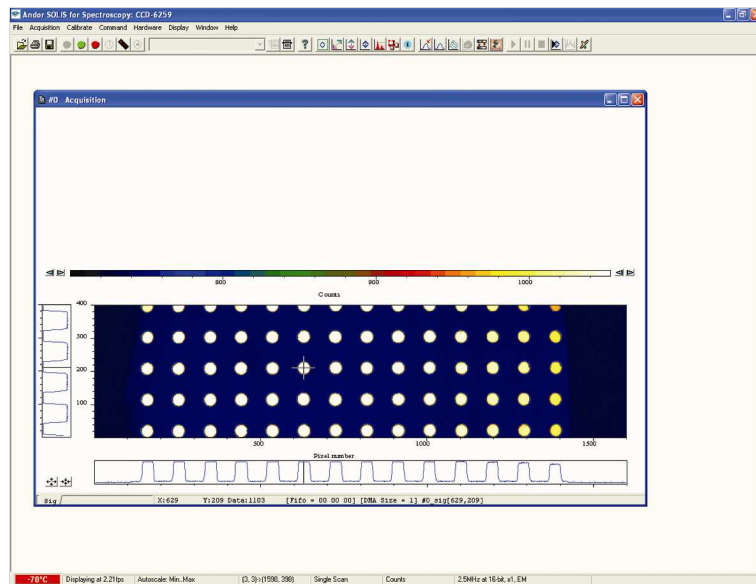 Andor SOLIS for Spectroscopy: CCD-6259
File Acquisition Calibrate Command Hardware Display Window Help
#0 Acquisition
800 900 1000
Counts
400
300
200
100
500 1000 1500
Pixel number
Sig X:629 Y:209 Data:1103 [Fifo = 00 00 00] [DMA Size = 1] #0_sig[629,209]
-70°C Displaying at 2.21fps Autoscale: Min..Max (3, 3)->(1598, 398) Single Scan Counts 2.5MHz at 16-bit, x1, EM